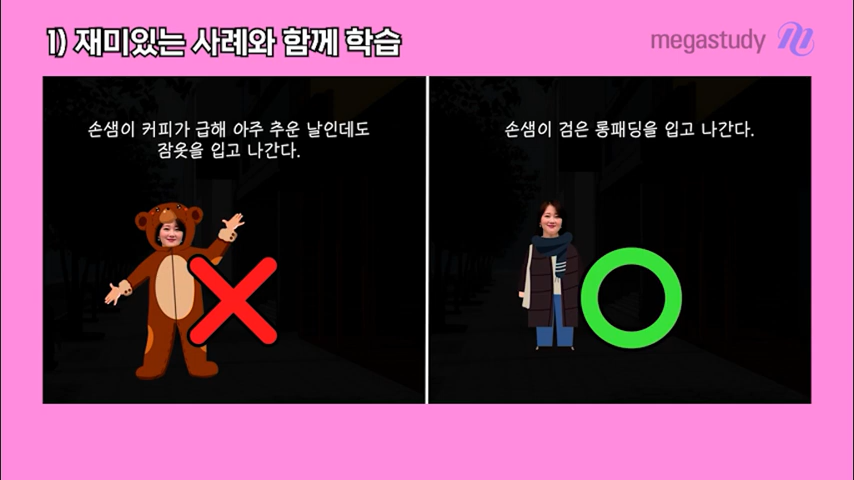 1) 재미있는 사례와 함께 학습
megastudy
손샘이 커피가 급해 아주 추운 날인데도
잠옷을 입고 나간다.
손샘이 검은 롱패딩을 입고 나간다.